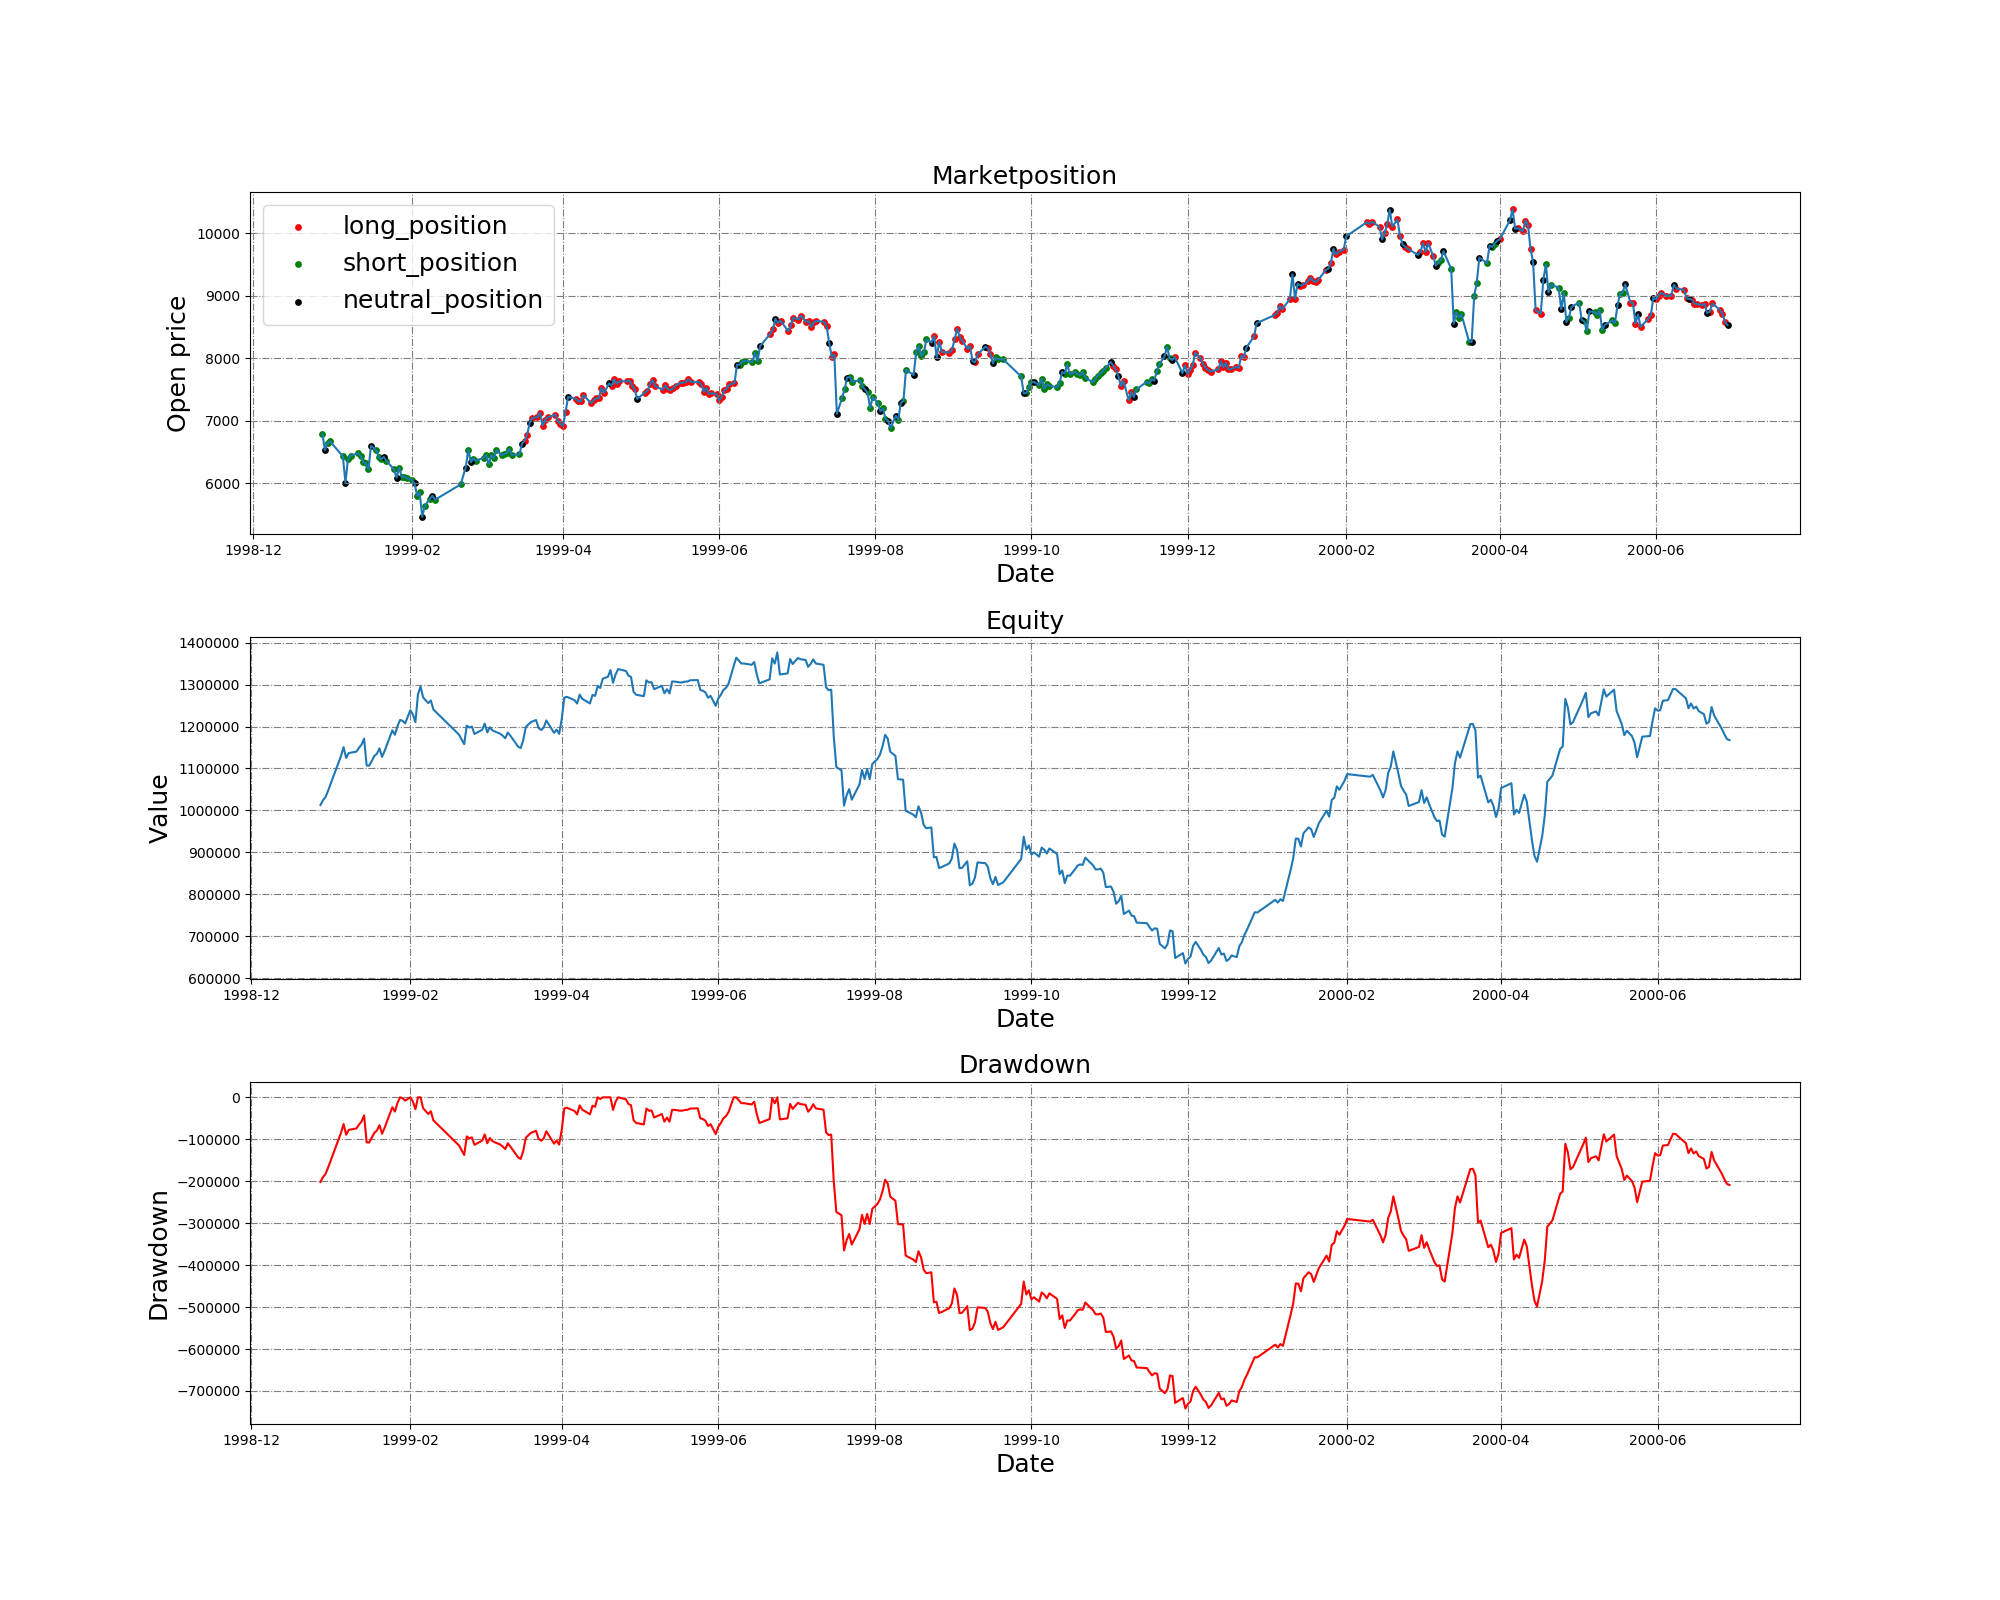 Marketposition
long_position
short_position
neutral_position
Open price
10000
9000
8000
7000
6000
1998-12 1999-02 1999-04 1999-06 1999-08 1999-10 1999-12 2000-02 2000-04 2000-06
Date
Equity
Value
1400000
1300000
1200000
1100000
1000000
900000
800000
700000
600000
1998-12 1999-02 1999-04 1999-06 1999-08 1999-10 1999-12 2000-02 2000-04 2000-06
Date
Drawdown
Drawdown
0
−100000
−200000
−300000
−400000
−500000
−600000
−700000
1998-12 1999-02 1999-04 1999-06 1999-08 1999-10 1999-12 2000-02 2000-04 2000-06
Date